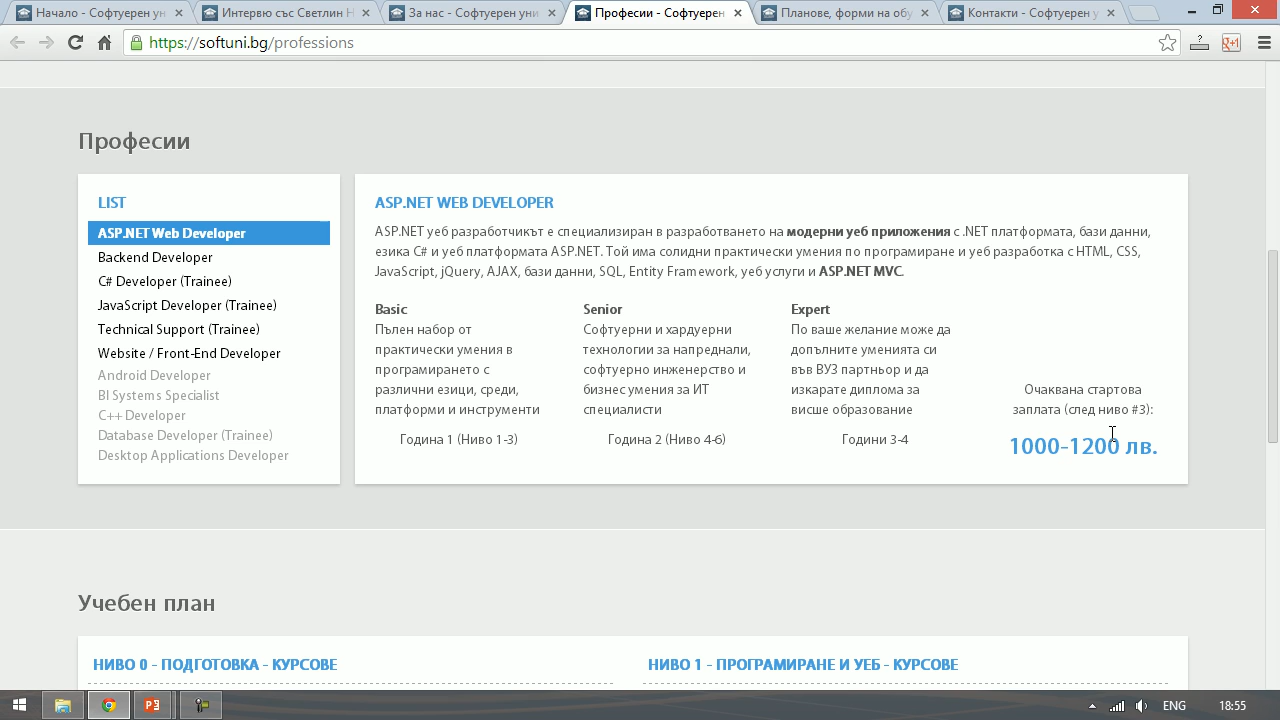 Начало - Софтуерен ун
Интервю със Светлин Н
За нас - Софтуерен уни
Професии - Софтуерен
Планове, форми на обу
Контакти - Софтуерен у
https://softuni.bg/professions
Професии
LIST
ASP.NET Web Developer
Backend Developer
C# Developer (Trainee)
JavaScript Developer (Trainee)
Technical Support (Trainee)
Website / Front-End Developer
Android Developer
BI Systems Specialist
C++ Developer
Database Developer (Trainee)
Desktop Applications Developer
ASP.NET WEB DEVELOPER
ASP.NET уеб разработчикът е специализиран в разработването на модерни уеб приложения с .NET платформата, бази данни,
езика C# и уеб платформата ASP.NET. Той има солидни практически умения по програмиране и уеб разработка с HTML, CSS,
JavaScript, jQuery, AJAX, бази данни, SQL, Entity Framework, уеб услуги и ASP.NET MVC.
Basic
Пълен набор от
практически умения в
програмирането с
различни езици, среди,
платформи и инструменти
Година 1 (Ниво 1-3)
Senior
Софтуерни и хардуерни
технологии за напреднали,
софтуерно инженерство и
бизнес умения за ИТ
специалисти
Година 2 (Ниво 4-6)
Expert
По ваше желание може да
допълните уменията си
във ВУЗ партньор и да
изкарате диплома за
висше образование
Години 3-4
Очаквана стартова
заплата (след ниво #3):
1000-1200 лв.
Учебен план
НИВО 0 - ПОДГОТОВКА - КУРСОВЕ
НИВО 1 - ПРОГРАМИРАНЕ И УЕБ - КУРСОВЕ
ENG
18:55